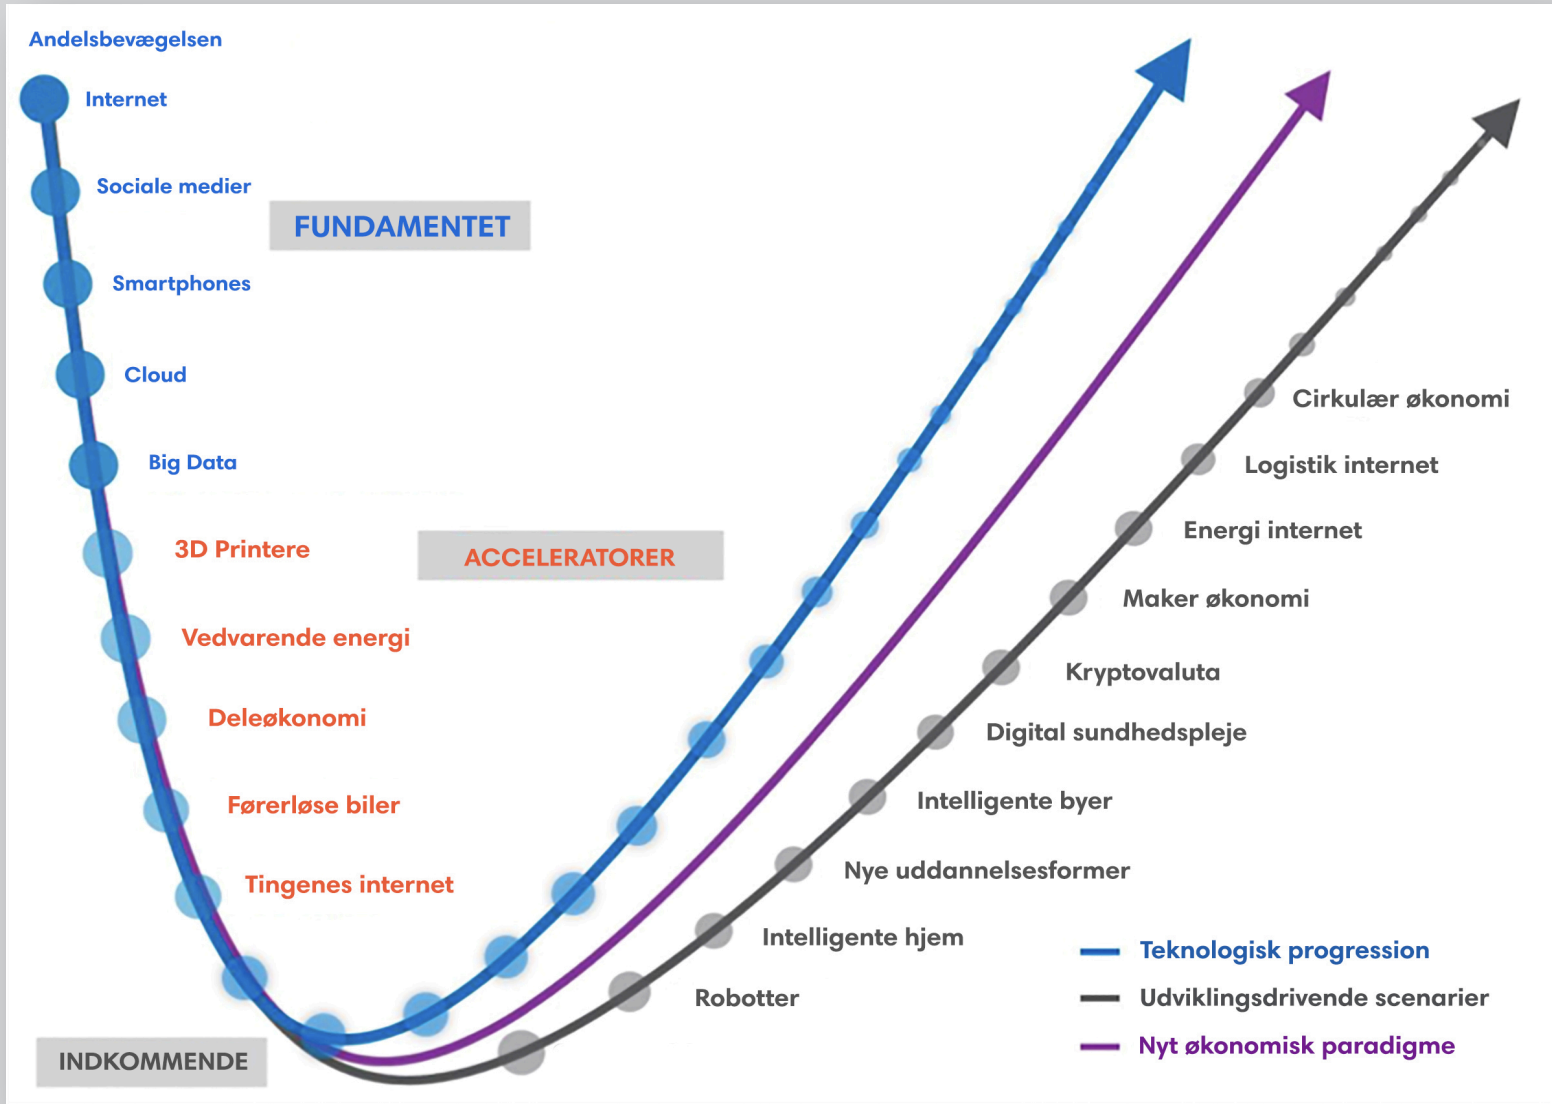 Andelsbevægelsen
Internet
Sociale medier
FUNDAMENTET
Smartphones
Cloud
Big Data
3D Printere
ACCELERATORER
Vedvarende energi
Deleøkonomi
Førerløse biler
Tingenes internet
INDKOMMENDE
Cirkulær økonomi
Logistik internet
Energi internet
Maker økonomi
Kryptovaluta
Digital sundhedspleje
Intelligente byer
Nye uddannelsesformer
Intelligente hjem
Robotter
Teknologisk progression
Udviklingsdrivende scenarier
Nyt økonomisk paradigme